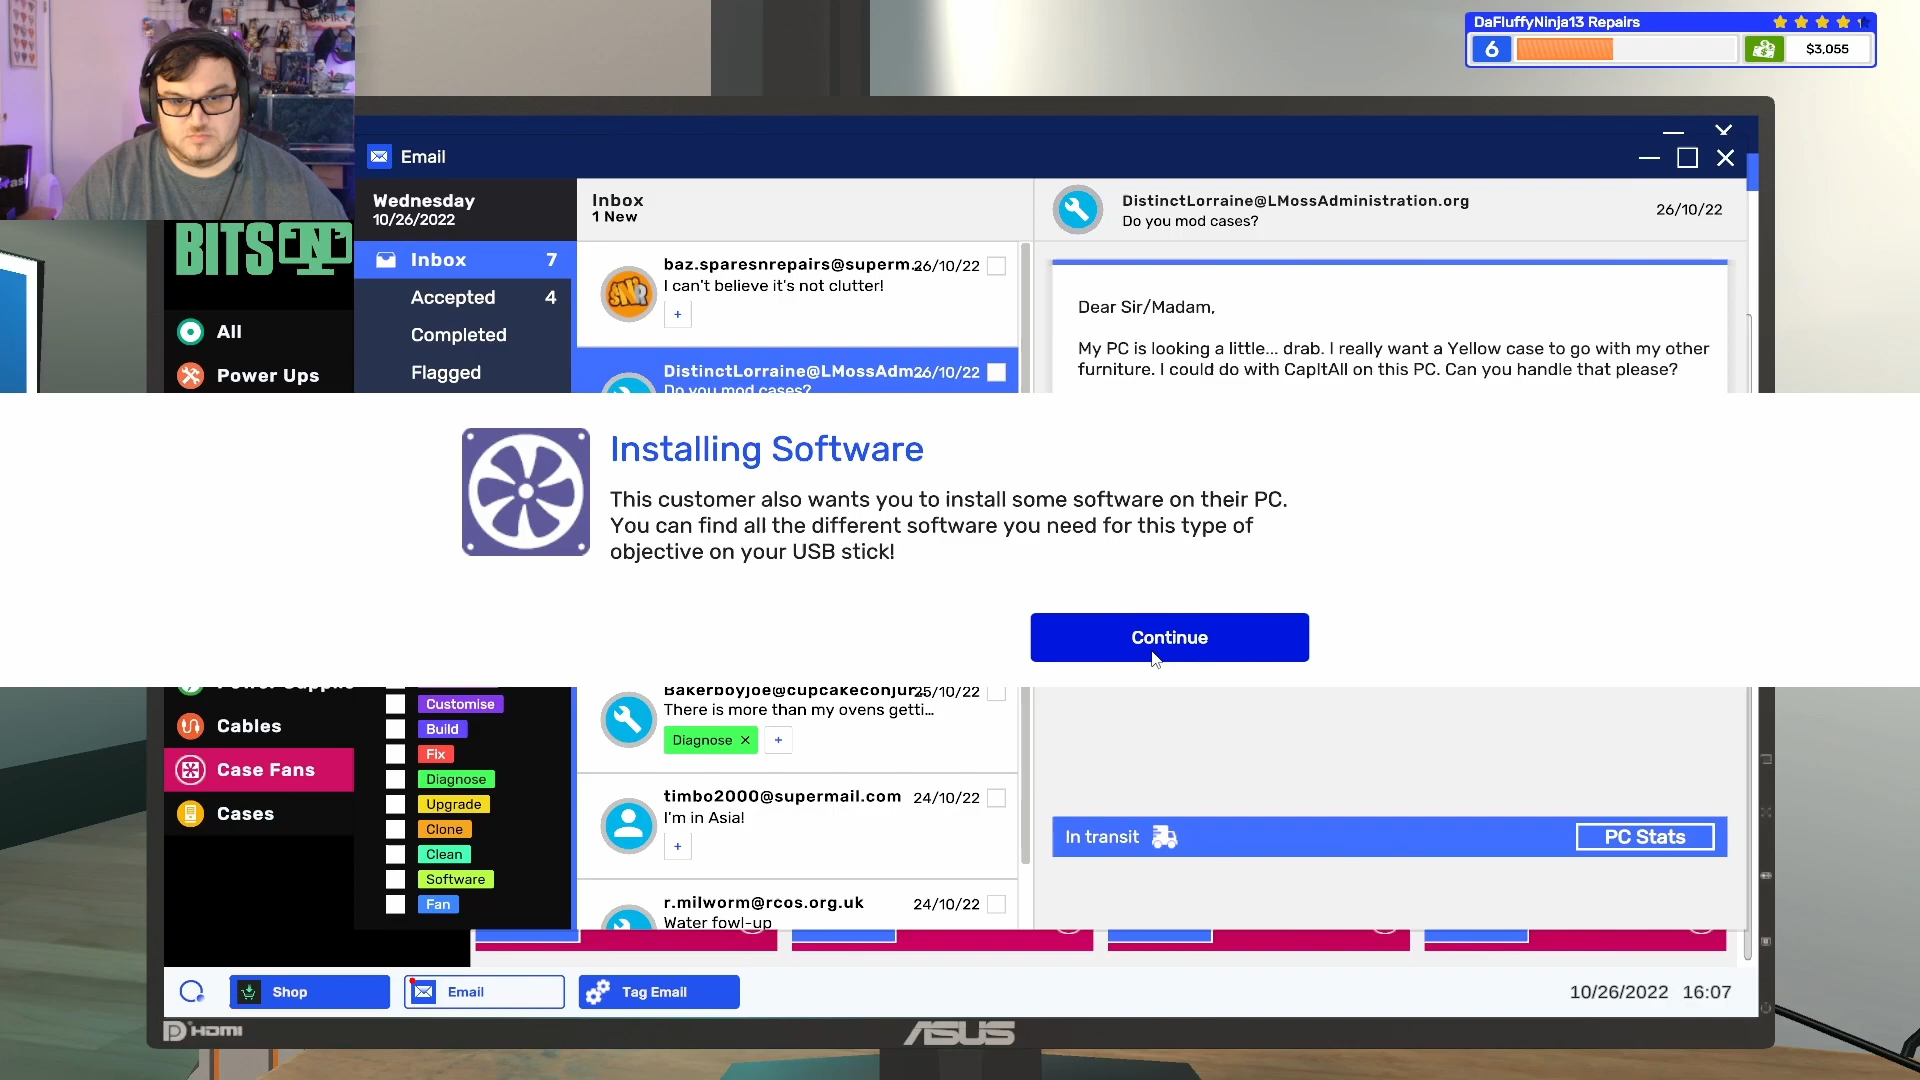 DaFluffyNinja13 Repairs
6
$3,055
Email
Wednesday
10/26/2022
Inbox
1 New
DistinctLorraine@LMossAdministration.org
Do you mod cases?
26/10/22
BITS
All
Power Ups
Inbox 7
Accepted 4
Completed
Flagged
baz.sparesnrepairs@superm... 26/10/22
I can't believe it's not clutter!
+
SNR
DistinctLorraine@LMossAdm... 26/10/22
Do you mod cases?
Dear Sir/Madam,
My PC is looking a little... drab. I really want a Yellow case to go with my other
furniture. I could do with CapItAll on this PC. Can you handle that please?
Installing Software
This customer also wants you to install some software on their PC.
You can find all the different software you need for this type of
objective on your USB stick!
Continue
Cables
Case Fans
Cases
Customise
Build
Fix
Diagnose
Upgrade
Clone
Clean
Software
Fan
Bakerboyjoe@cupcakeconjur... 25/10/22
There is more than my ovens getti...
Diagnose × +
timbo2000@supermail.com 24/10/22
I'm in Asia!
+
r.milworm@rcos.org.uk 24/10/22
Water fowl-up
In transit
PC Stats
Shop
Email
Tag Email
10/26/2022 16:07
HDMI
ASUS